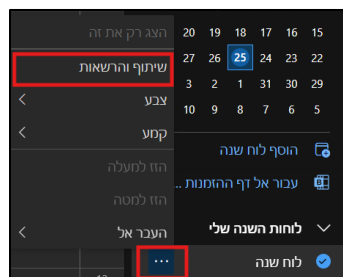 הצג רק את זה
שיתוף והרשאות
צבע
קמע
הזז למעלה
הזז למטה
העבר אל
15 16 17 18 19 20
22 23 24 25 26 27
29 30 31 1 2 3
5 6 7 8 9 10
הוסף לוח שנה
עבור אל דף ההזמנות ..
לוחות השנה שלי
לוח שנה
...